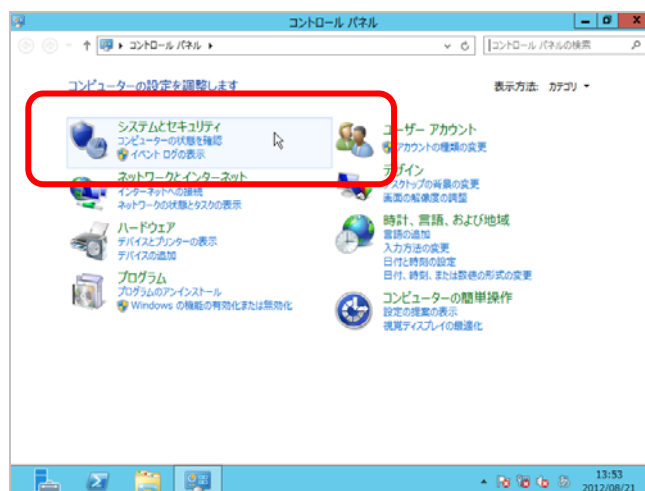 コントロール パネル
コントロール パネル
コントロール パネルの検索
コンピューターの設定を調整します
表示方法: カテゴリ
システムとセキュリティ
コンピューターの状態を確認
イベント ログの表示
ネットワークとインターネット
インターネットへの接続
ネットワークの状態とタスクの表示
ハードウェア
デバイスとプリンターの表示
デバイスの追加
プログラム
プログラムのアンインストール
Windows の機能の有効化または無効化
ーザー アカウント
アカウントの種類の変更
デザイン
デスクトップの背景の変更
画面の解像度の調整
時計、言語、および地域
言語の追加
入力方法の変更
日付と時刻の設定
日付、時刻、または数値の形式の変更
コンピューターの簡単操作
設定の提案の表示
視覚ディスプレイの最適化
13:53
2012/08/21